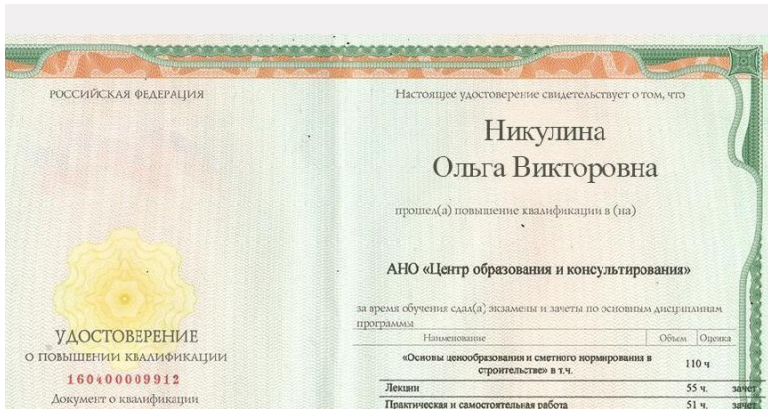 РОССИЙСКАЯ ФЕДЕРАЦИЯ
УДОСТОВЕРЕНИЕ
О ПОВЫШЕНИИ КВАЛИФИКАЦИИ
160400009912
Документ о квалификации
Настоящее удостоверение свидетельствует о том, что
Никулина
Ольга Викторовна
прошел(а) повышение квалификации в (на)
АНО «Центр образования и консультирования»
за время обучения сдал(а) экзамены и зачеты по основным дисциплинам
программы
Наименование Объем Оценка
«Основы ценообразования и сметного нормирования в
строительстве» в т.ч. 110 ч
Лекции 55 ч. зачет
Практическая и самостоятельная работа 51 ч. зачет